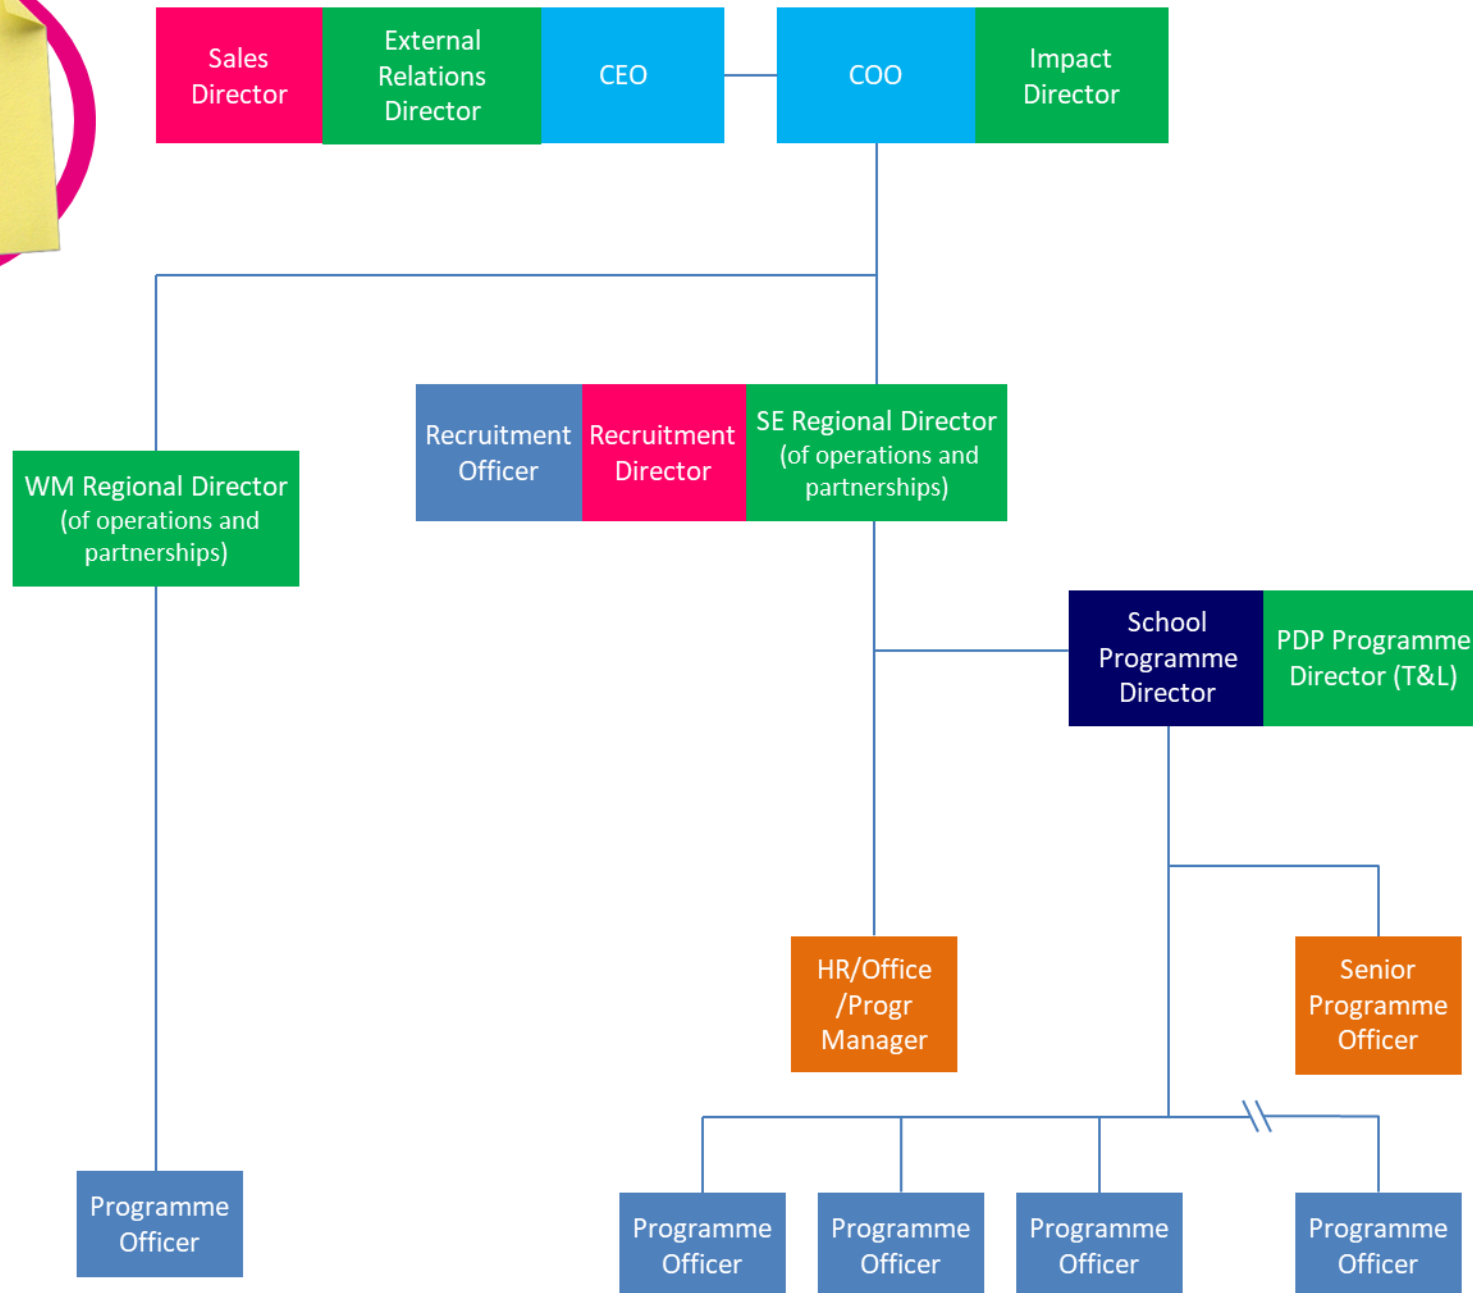 Sales
Director
External
Relations
Director
CEO
COO
Impact
Director
Recruitment
Officer
Recruitment
Director
SE Regional Director
(of operations and
partnerships)
WM Regional Director
(of operations and
partnerships)
School
Programme
Director
PDP Programme
Director (T&L)
HR/Office
/Progr
Manager
Senior
Programme
Officer
Programme
Officer
Programme
Officer
Programme
Officer
Programme
Officer
Programme
Officer